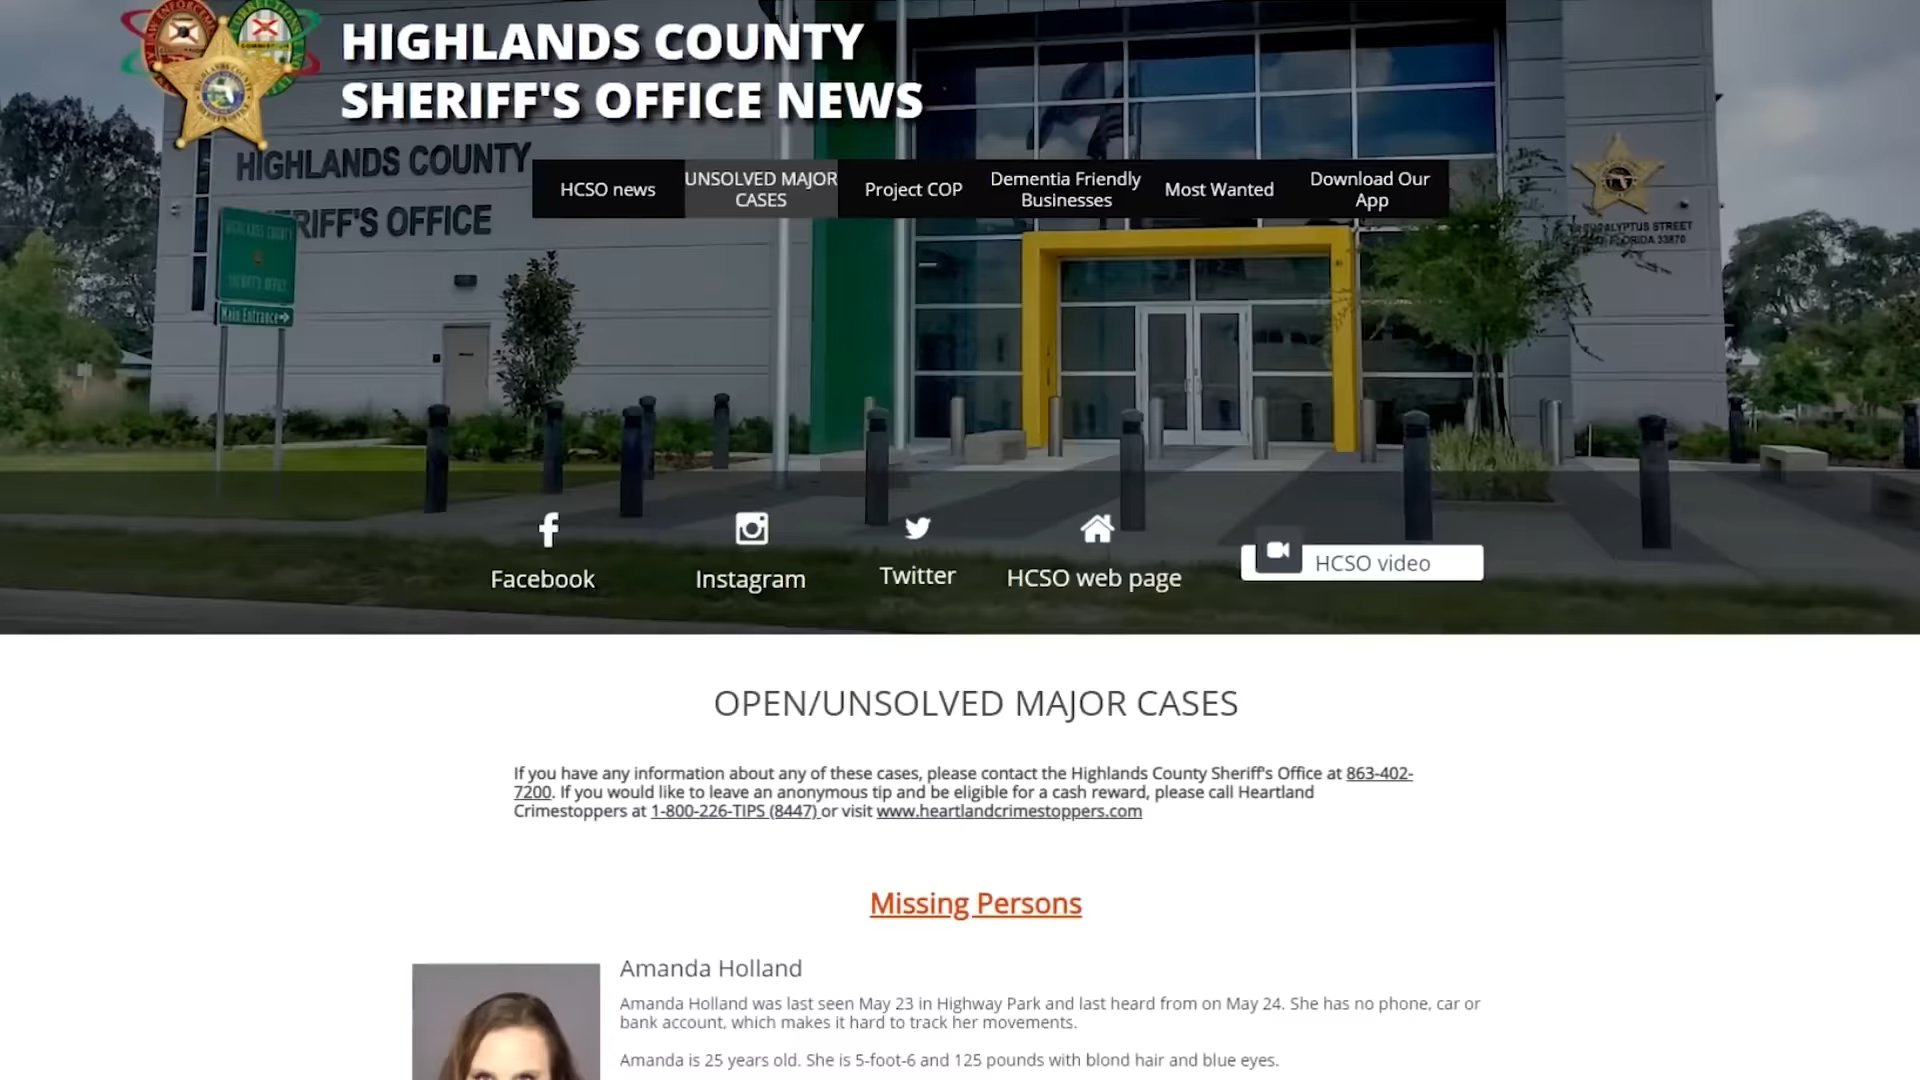 HIGHLANDS COUNTY
SHERIFF'S OFFICE NEWS
HIGHLANDS COUNTY
RIFF'S OFFICE
HIGHLANDS COUNTY
SHERIFF'S OFFICE
Main Entrance
HCSO news
UNSOLVED MAJOR
CASES
Project COP
Dementia Friendly
Businesses
Most Wanted
Download Our
App
STREET
FLORIDA 33870
Facebook
Instagram
Twitter
HCSO web page
HCSO video
OPEN/UNSOLVED MAJOR CASES
If you have any information about any of these cases, please contact the Highlands County Sheriff's Office at 863-402-
7200. If you would like to leave an anonymous tip and be eligible for a cash reward, please call Heartland
Crimestoppers at 1-800-226-TIPS (8447) or visit www.heartlandcrimestoppers.com
Missing Persons
Amanda Holland
Amanda Holland was last seen May 23 in Highway Park and last heard from on May 24. She has no phone, car or
bank account, which makes it hard to track her movements.
Amanda is 25 years old. She is 5-foot-6 and 125 pounds with blond hair and blue eyes.